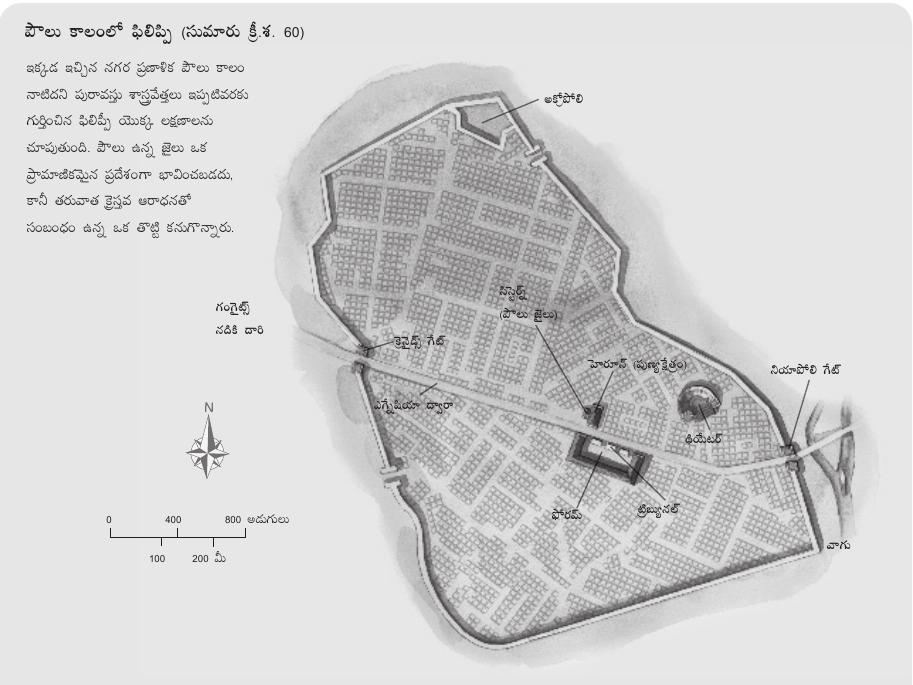 పౌలు కాలంలో ఫిలిప్పి (సుమారు క్రీ.శ. 60)
ఇక్కడ ఇచ్చిన నగర ప్రణాళిక పౌలు కాలం
నాటిదని పురావస్తు శాస్త్రవేత్తలు ఇప్పటివరకు
గుర్తించిన ఫిలిప్పీ యొక్క లక్షణాలను
చూపుతుంది. పౌలు ఉన్న జైలు ఒక
ప్రామాణికమైన ప్రదేశంగా భావించబడదు,
కానీ తరువాత క్రైస్తవ ఆరాధనతో
సంబంధం ఉన్న ఒక తొట్టి కనుగొన్నారు.
అక్రోపోలి
గంగైట్స్
నదికి దారి
సిస్టెర్న్
(పౌలు జైలు)
క్రెనైడ్స్ గేట్
హెరూన్ (పుణ్యక్షేత్రం)
నియాపోలి గేట్
ఎగ్నేషియా ద్వారా
థియేటర్
N
ఫోరమ్
ట్రిబ్యునల్
వాగు
0 400 800 అడుగులు
100 200 మీ